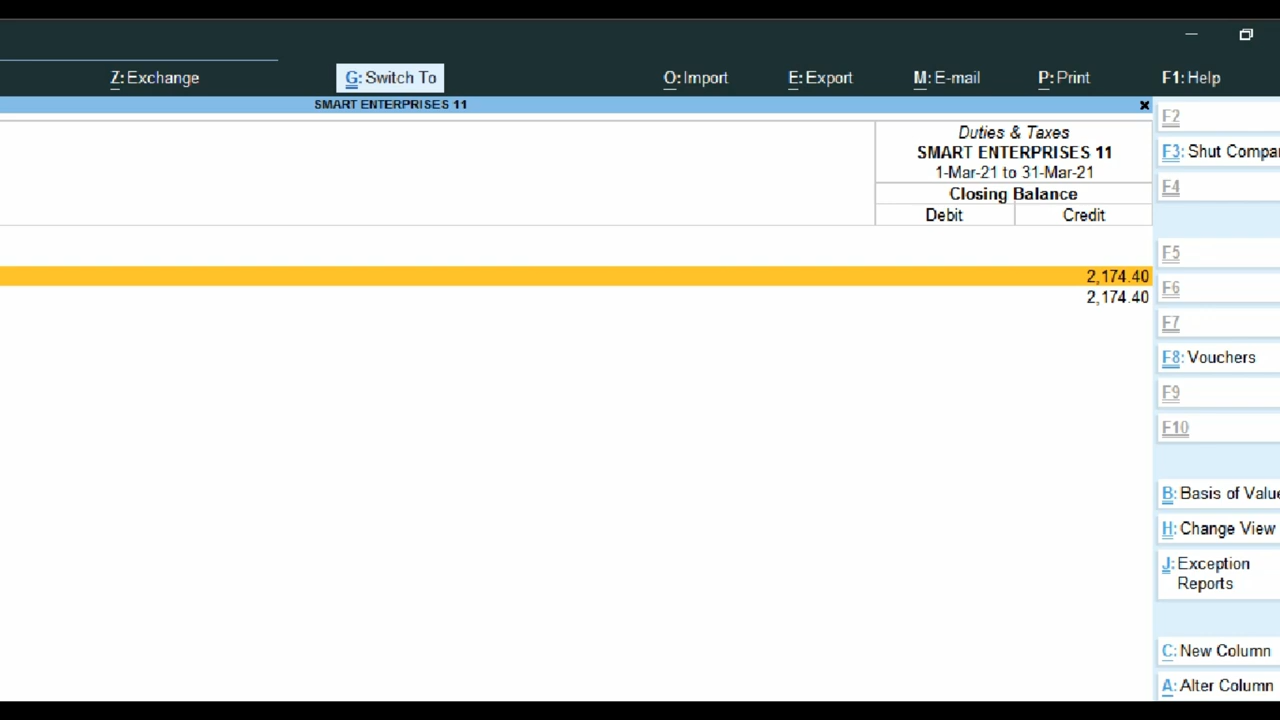 Z: Exchange
G: Switch To
O: Import
E: Export
M: E-mail
P: Print
F1: Help
SMART ENTERPRISES 11
Duties & Taxes
SMART ENTERPRISES 11
1-Mar-21 to 31-Mar-21
Closing Balance
Debit
Credit
2,174.40
2,174.40
F2
F3: Shut Compa
F4
F5
F6
F7
F8: Vouchers
F9
F10
B: Basis of Value
H: Change View
J: Exception
Reports
C: New Column
A: Alter Column